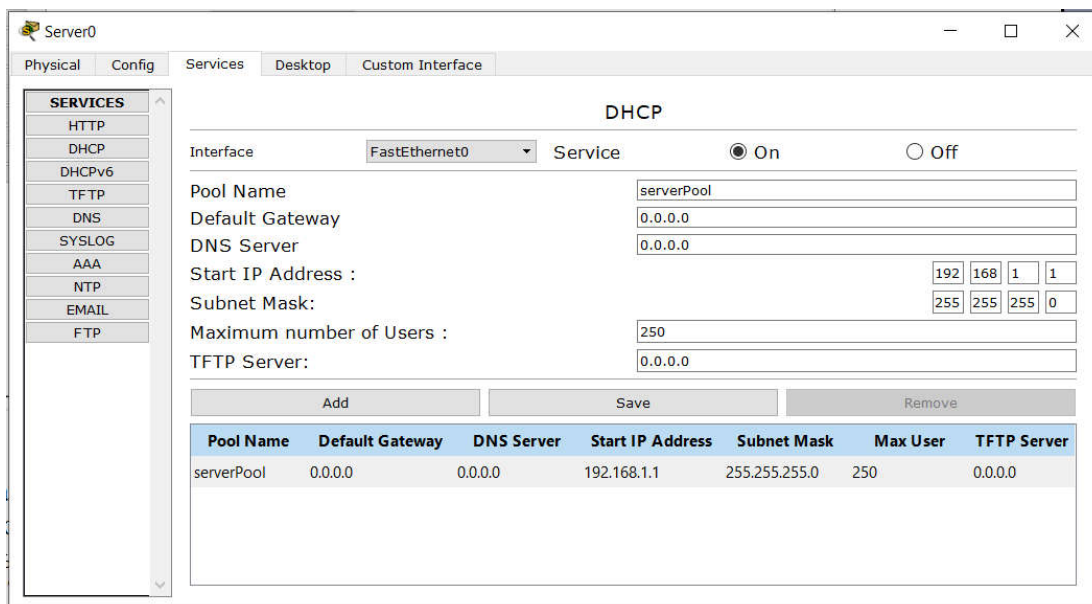 Server0
Physical Config Services Desktop Custom Interface
SERVICES
HTTP
DHCP
DHCPv6
TFTP
DNS
SYSLOG
AAA
NTP
EMAIL
FTP
DHCP
Interface FastEthernet0 Service On Off
Pool Name serverPool
Default Gateway 0.0.0.0
DNS Server 0.0.0.0
Start IP Address : 192 168 1 1
Subnet Mask: 255 255 255 0
Maximum number of Users : 250
TFTP Server: 0.0.0.0
Add Save Remove
Pool Name Default Gateway DNS Server Start IP Address Subnet Mask Max User TFTP Server
serverPool 0.0.0.0 0.0.0.0 192.168.1.1 255.255.255.0 250 0.0.0.0